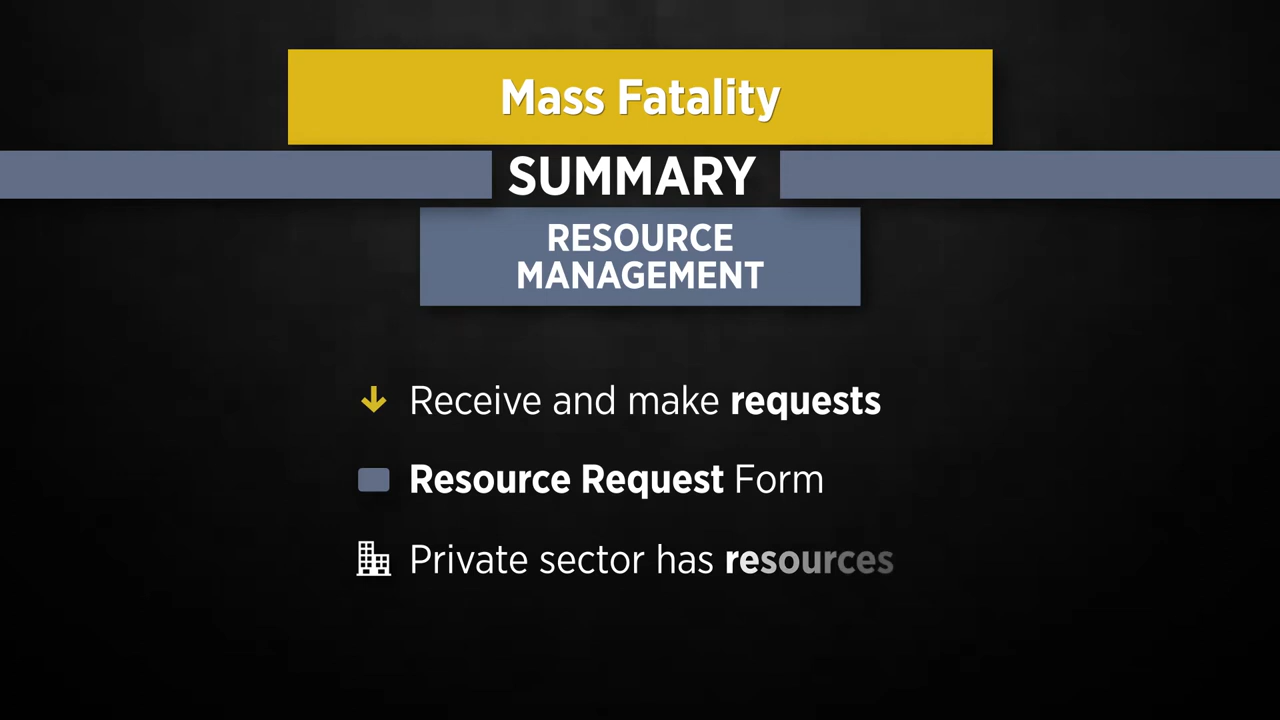 Mass Fatality
SUMMARY
RESOURCE
MANAGEMENT
Receive and make requests
Resource Request Form
Private sector has resources